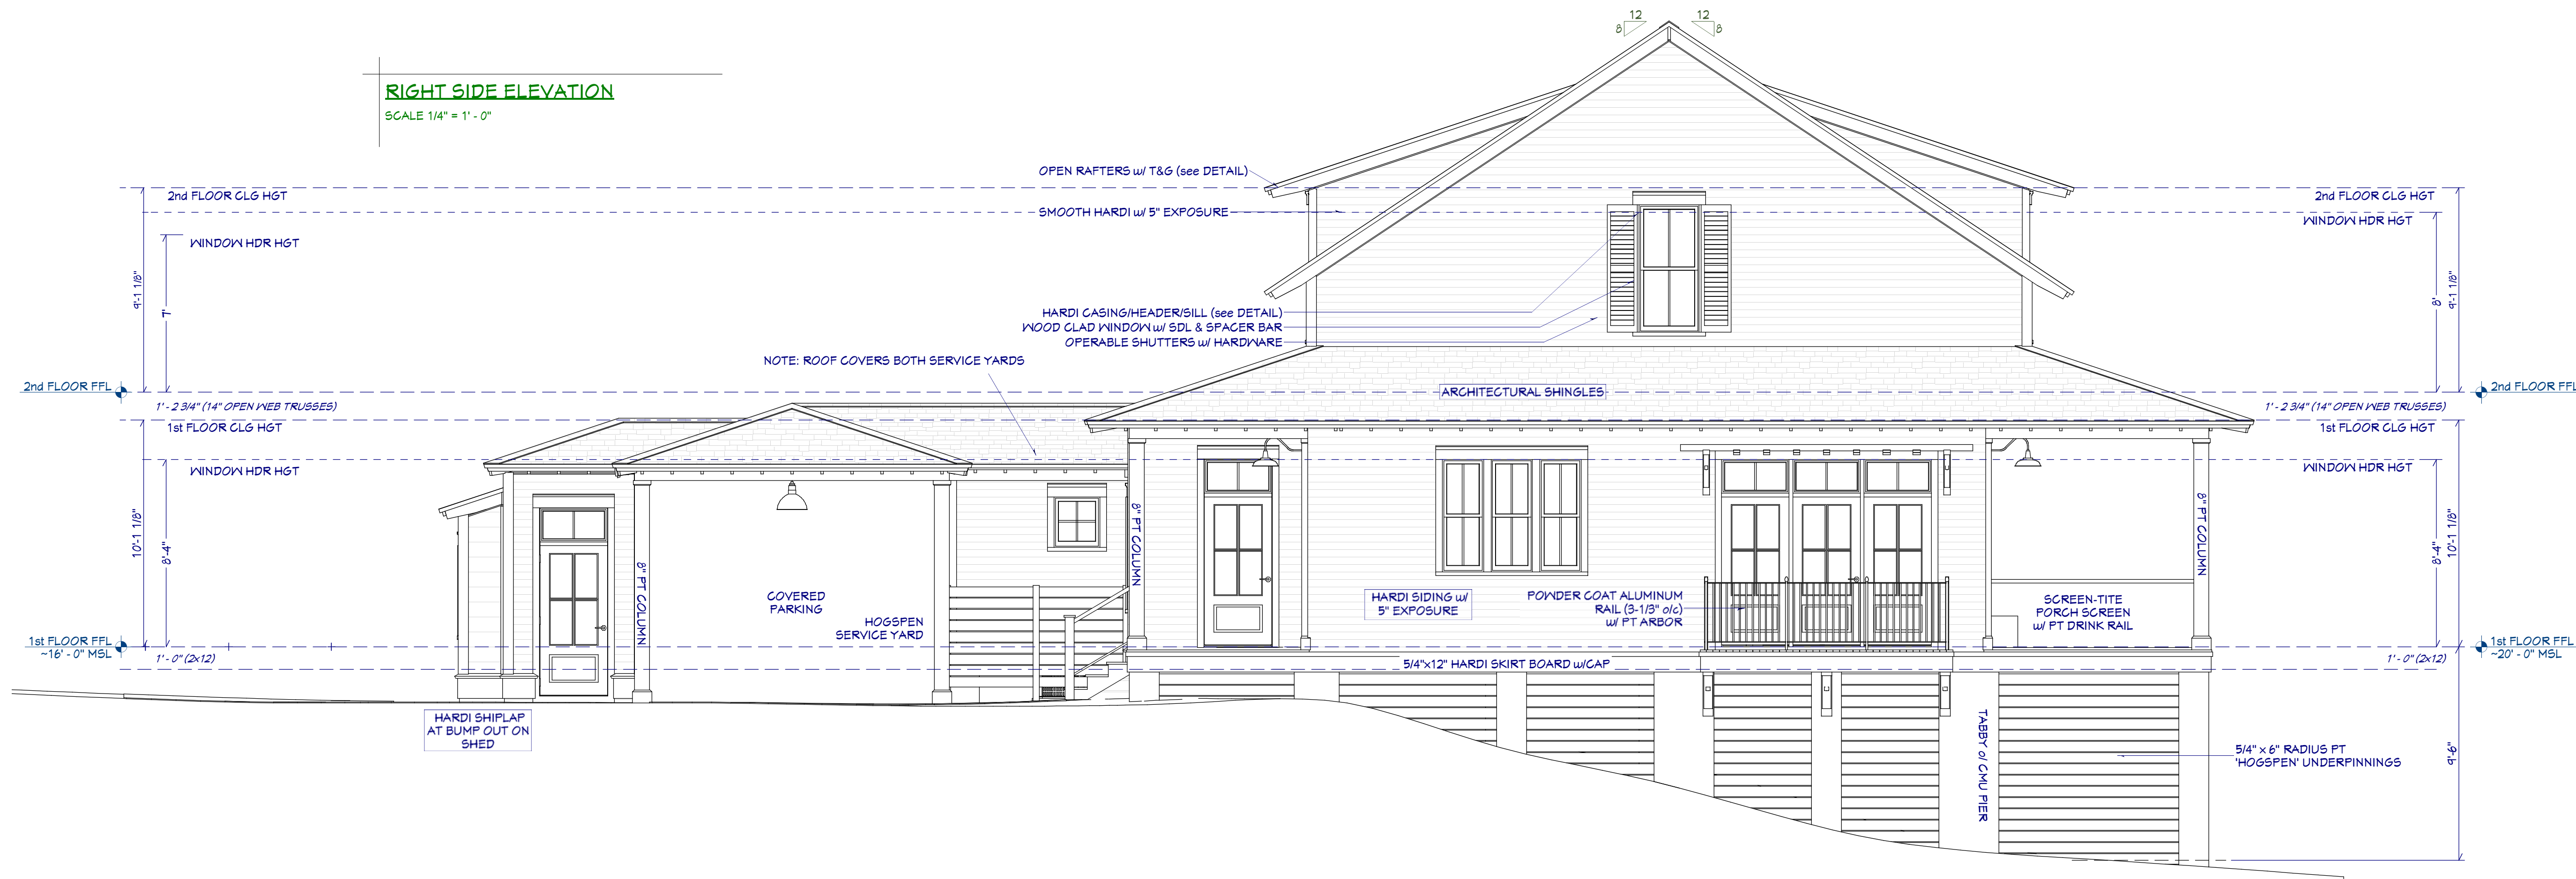 12
12
8
8
RIGHT SIDE ELEVATION
SCALE 1/4" = 1' - 0"
OPEN RAFTERS w/ T&G (see DETAIL)
2nd FLOOR CLG HGT
2nd FLOOR CLG HGT
SMOOTH HARDI w/ 5" EXPOSURE
WINDOW HDR HGT
WINDOW HDR HGT
9'-1 1/8"
7'
8'
9'-1 1/8"
HARDI CASING/HEADER/SILL (see DETAIL)
WOOD CLAD WINDOW w/ SDL & SPACER BAR
OPERABLE SHUTTERS w/ HARDWARE
NOTE: ROOF COVERS BOTH SERVICE YARDS
2nd FLOOR FFL
ARCHITECTURAL SHINGLES
2nd FLOOR FFL
1' - 2 3/4" (14" OPEN WEB TRUSSES)
1' - 2 3/4" (14" OPEN WEB TRUSSES)
1st FLOOR CLG HGT
1st FLOOR CLG HGT
WINDOW HDR HGT
WINDOW HDR HGT
10'-1 1/8"
8'-4"
8" PT COLUMN
8" PT COLUMN
8" PT COLUMN
8'-4"
10'-1 1/8"
COVERED
PARKING
HOGSPEN
SERVICE YARD
HARDI SIDING w/
5" EXPOSURE
POWDER COAT ALUMINUM
RAIL (3-1/3" o/c)
w/ PT ARBOR
SCREEN-TITE
PORCH SCREEN
w/ PT DRINK RAIL
1st FLOOR FFL
~16' - 0" MSL
1st FLOOR FFL
~20' - 0" MSL
1' - 0" (2x12)
5/4"x12" HARDI SKIRT BOARD w/CAP
1' - 0" (2x12)
HARDI SHIPLAP
AT BUMP OUT ON
SHED
TABBY o/ CMU PIER
5/4" x 6" RADIUS PT
'HOGSPEN' UNDERPINNINGS
9'-6"